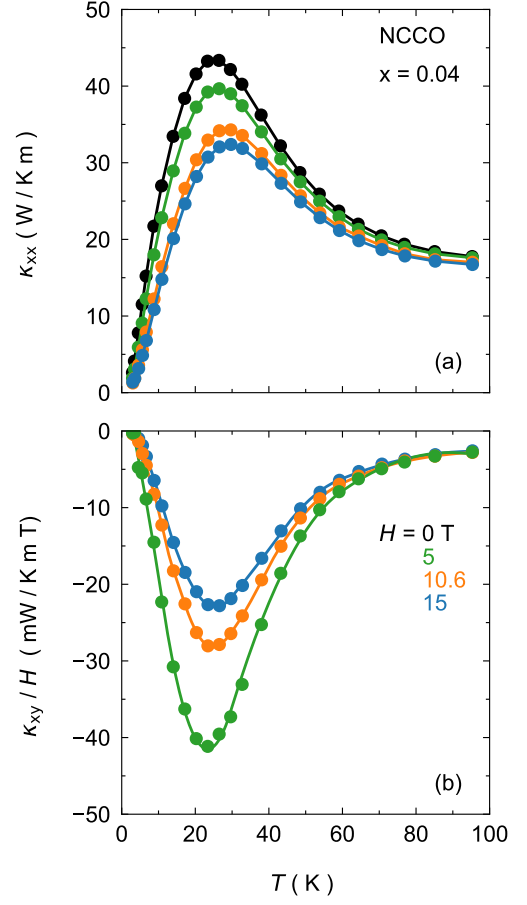 50
40
30
20
10
0
κxx ( W / K m )
NCCO
x = 0.04
(a)
0
−10
−20
−30
−40
−50
κxy / H ( mW / K m T )
H = 0 T
5
10.6
15
(b)
0
20
40
60
80
100
T ( K )